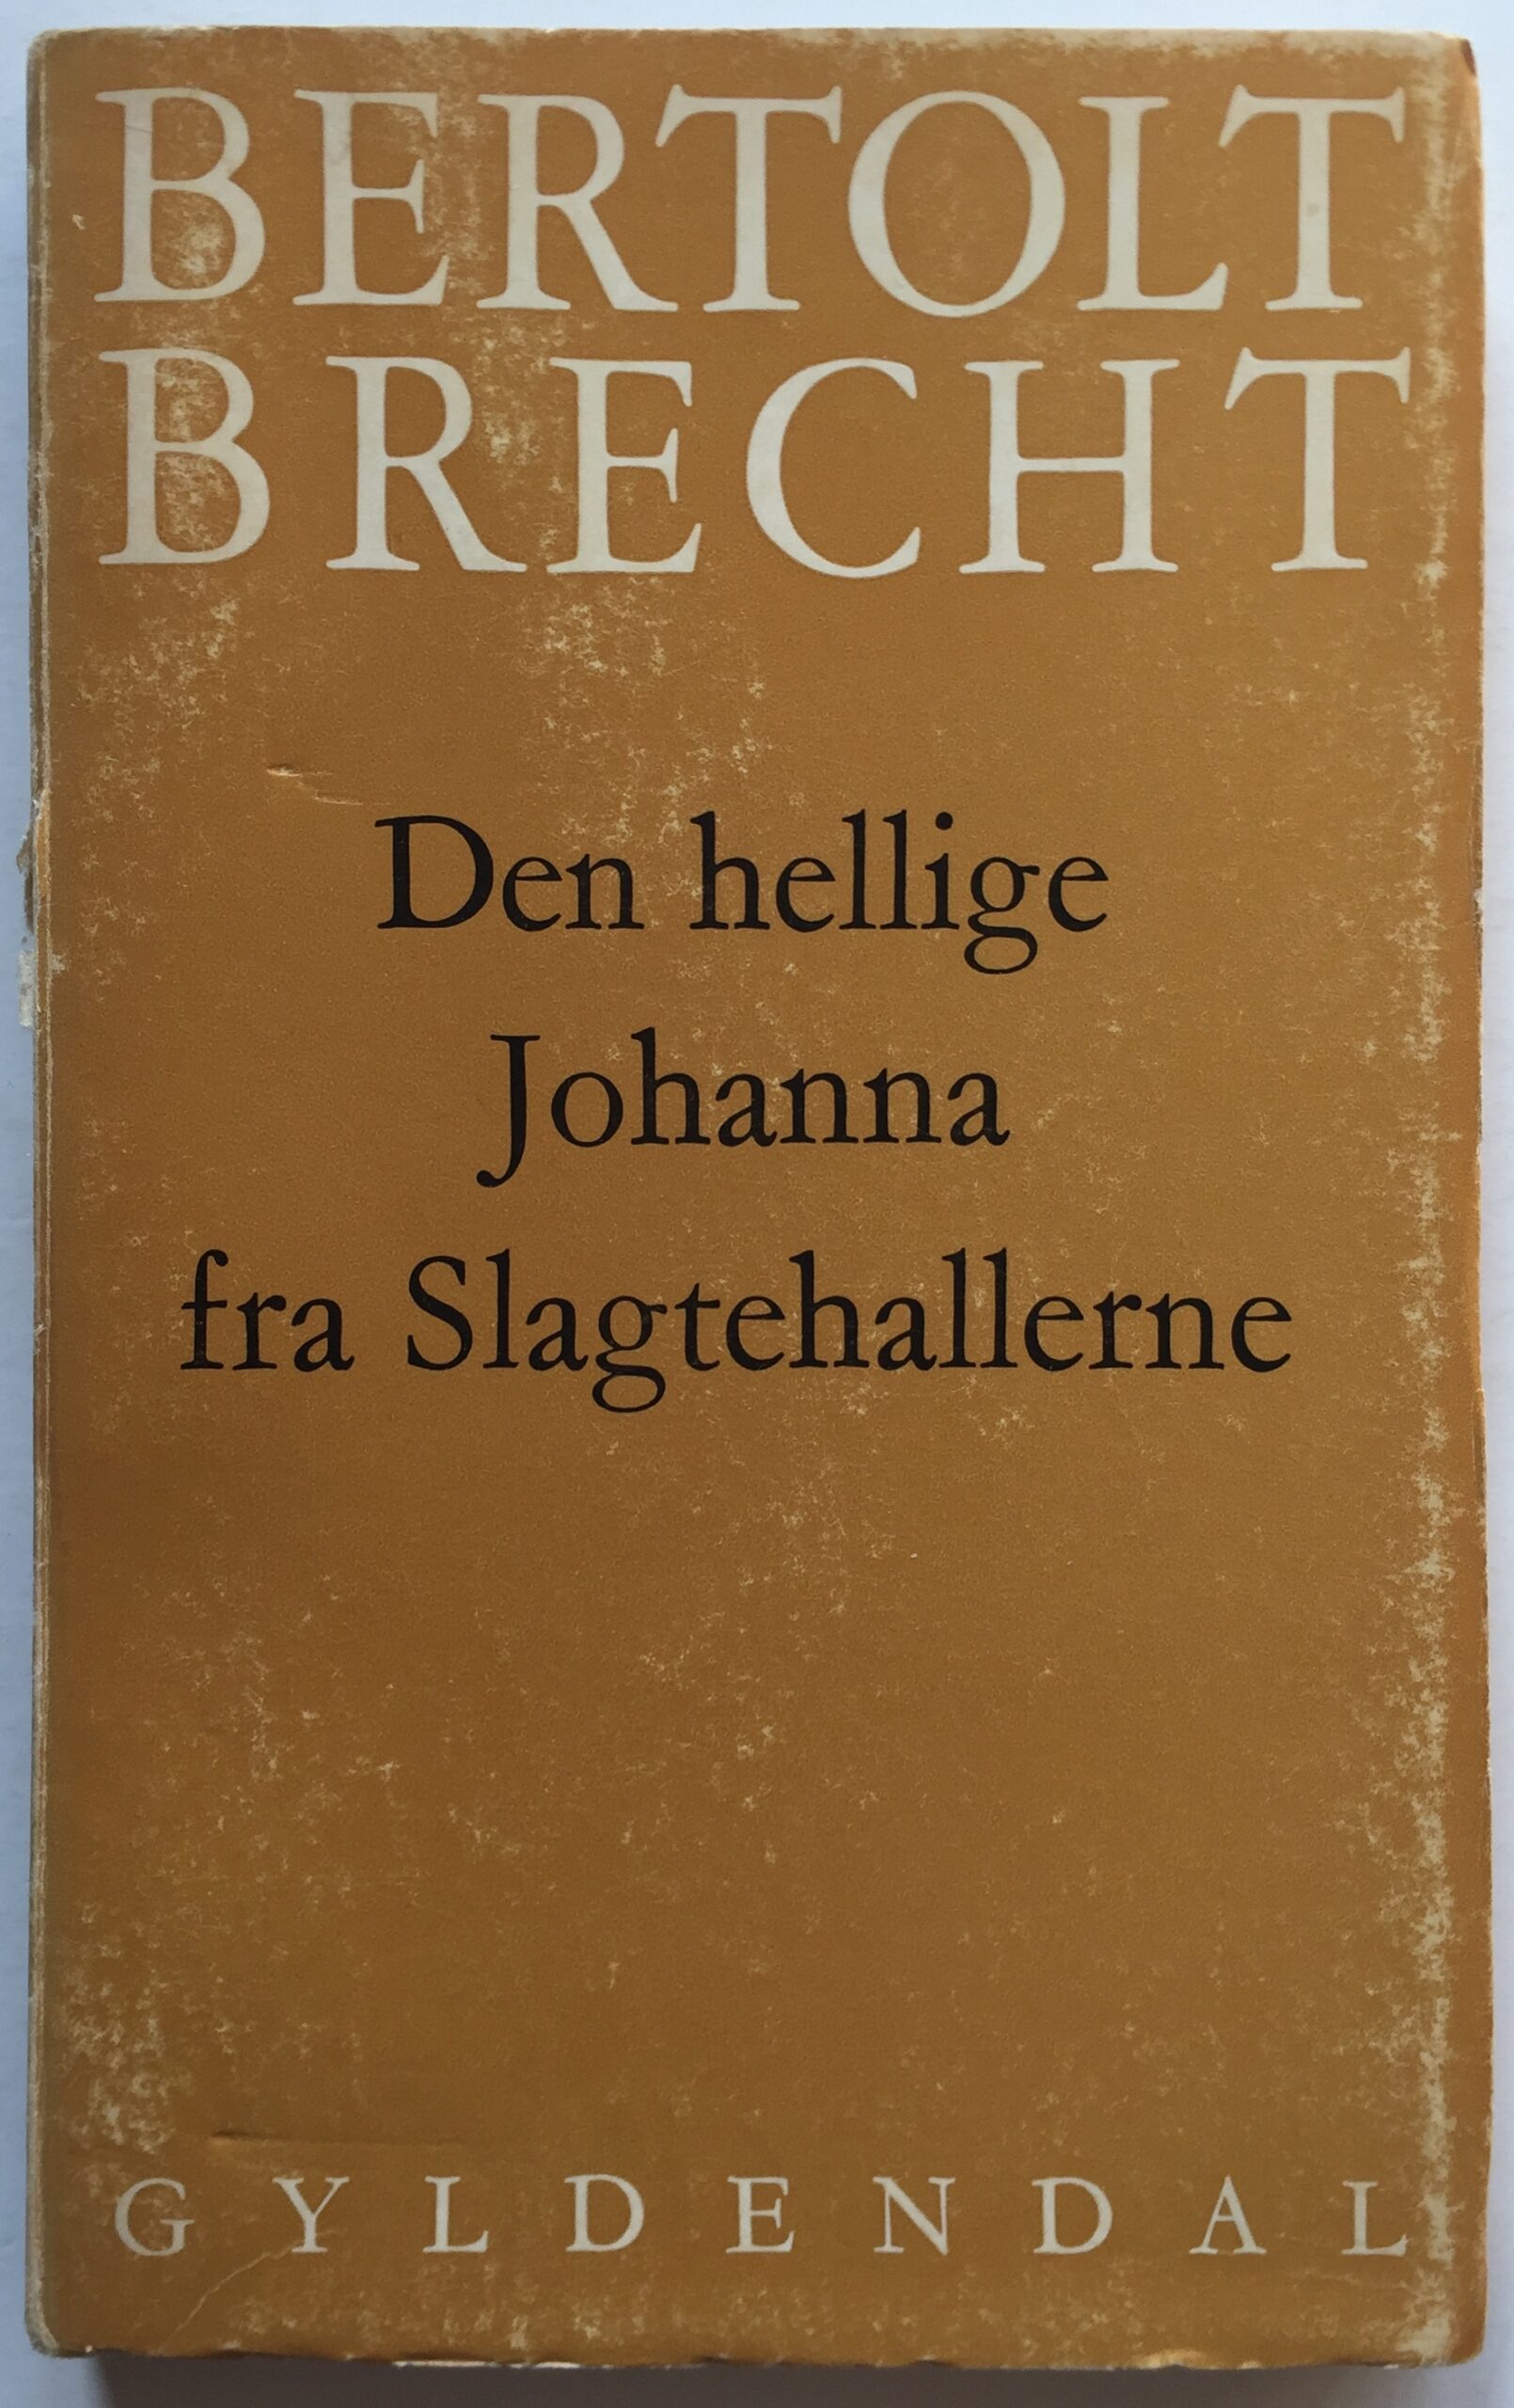 BERTOLT
BRECHT
Den hellige
Johanna
fra Slagtehallerne
GYLDENDAL